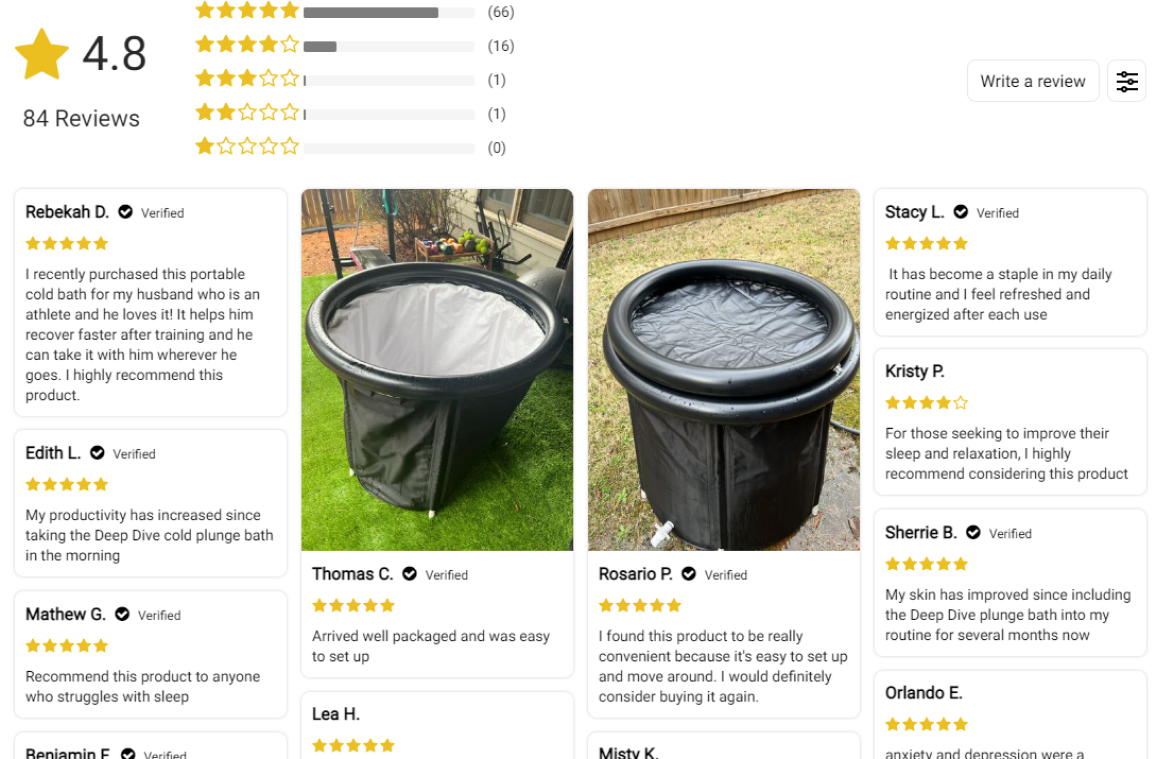 (66)
4.8
(16)
(1)
84 Reviews
(1)
(0)
Write a review
Rebekah D. Verified
I recently purchased this portable
cold bath for my husband who is an
athlete and he loves it! It helps him
recover faster after training and he
can take it with him wherever he
goes. I highly recommend this
product.
Edith L. Verified
My productivity has increased since
taking the Deep Dive cold plunge bath
in the morning
Mathew G. Verified
Recommend this product to anyone
who struggles with sleep
Benjamin F. Verified
Thomas C. Verified
Arrived well packaged and was easy
to set up
Lea H.
Rosario P. Verified
I found this product to be really
convenient because it's easy to set up
and move around. I would definitely
consider buying it again.
Misty K.
Stacy L. Verified
It has become a staple in my daily
routine and I feel refreshed and
energized after each use
Kristy P.
For those seeking to improve their
sleep and relaxation, I highly
recommend considering this product
Sherrie B. Verified
My skin has improved since including
the Deep Dive plunge bath into my
routine for several months now
Orlando E.
anxiety and depression were a